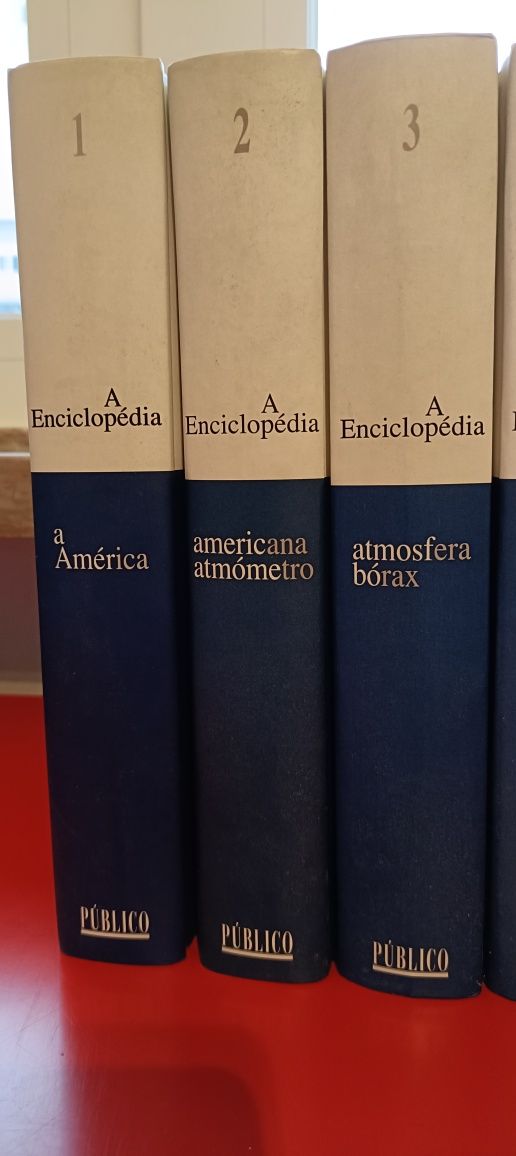 1
A
Enciclopédia
a
América
PÚBLICO
2
A
Enciclopédia
americana
atmómetro
PÚBLICO
3
A
Enciclopédia
atmosfera
bórax
PÚBLICO